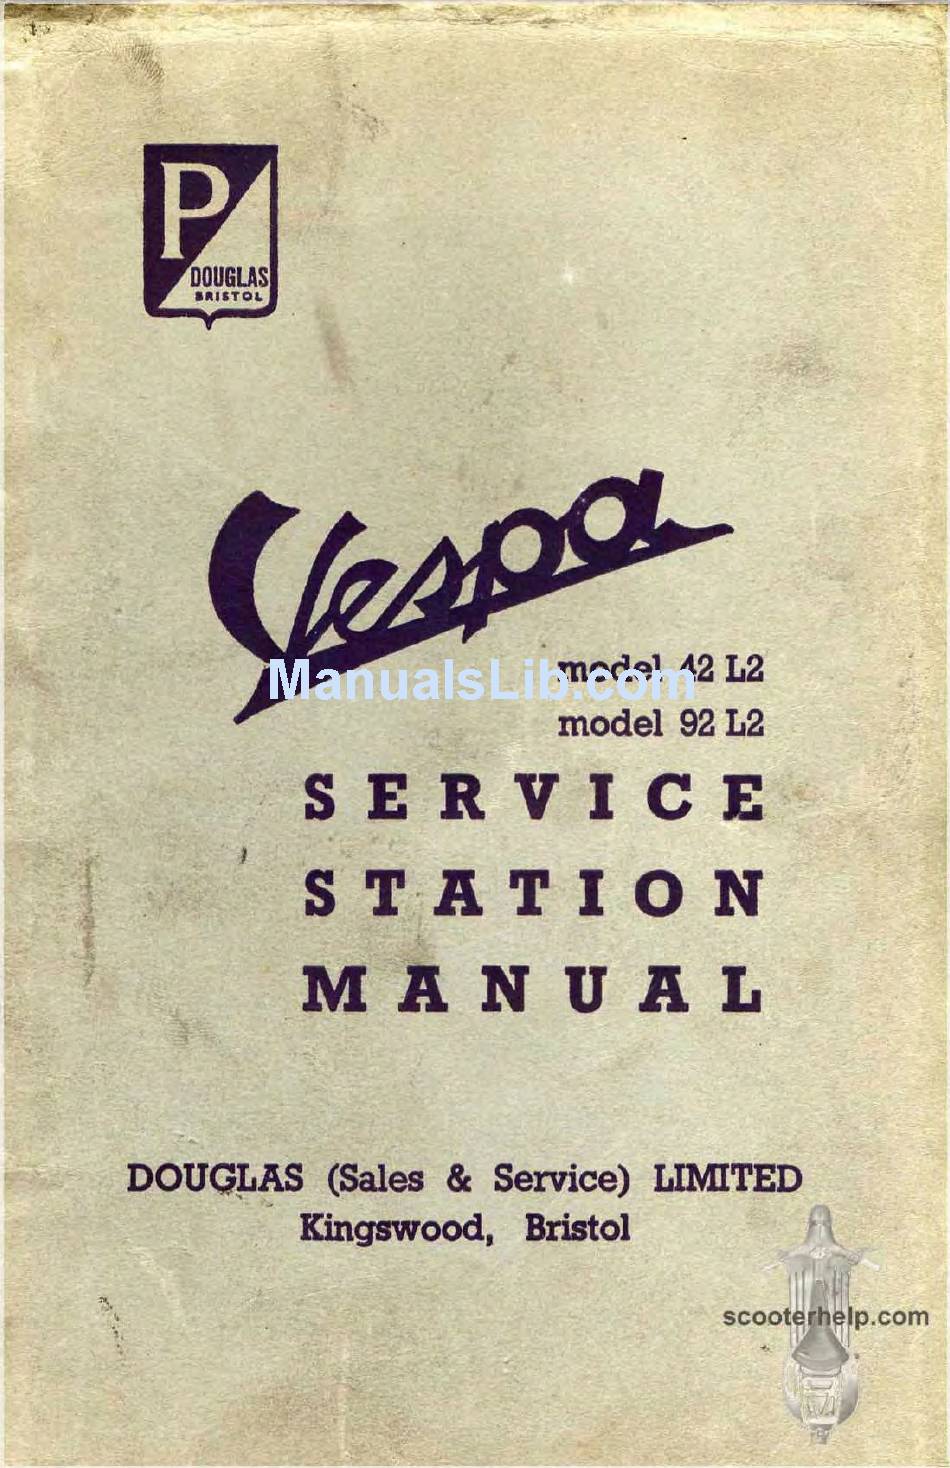 P
DOUGLAS
BRISTOL
Vespa
ManualsLib.com
model 42 L2
model 92 L2
SERVICE
STATION
MANUAL
DOUGLAS (Sales & Service) LIMITED
Kingswood, Bristol
scooterhelp.com